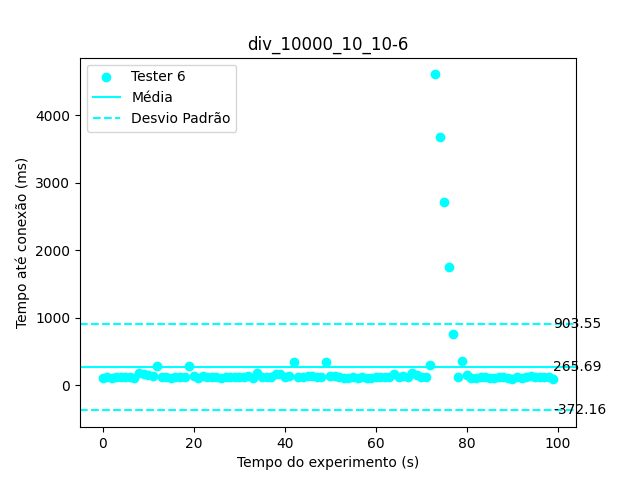 div_10000_10_10-6
Tester 6
Média
Desvio Padrão
Tempo até conexão (ms)
4000
3000
2000
1000
0
903.55
265.69
-372.16
0 20 40 60 80 100
Tempo do experimento (s)